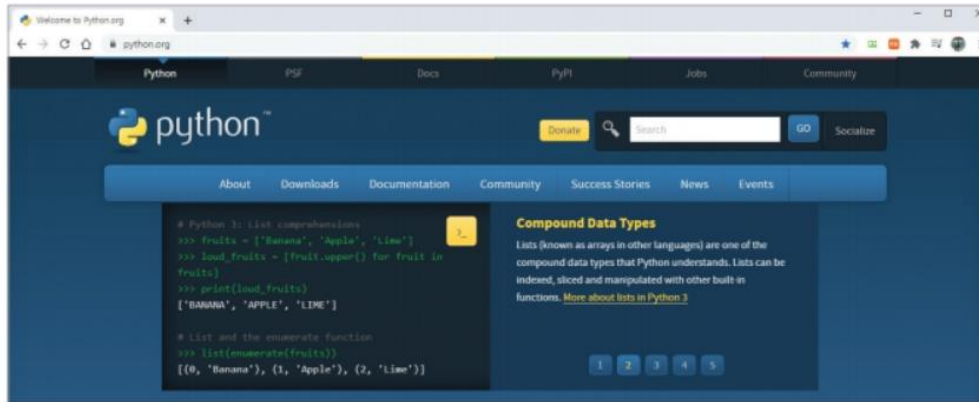 Welcome to Python.org
python.org
Python PSF Docs PyPI Jobs Community
python™
Donate Search GO Socialize
About Downloads Documentation Community Success Stories News Events
# Python 3: List comprehensions
>>> fruits = ['Banana', 'Apple', 'Lime']
>>> loud_fruits = [fruit.upper() for fruit in
fruits]
>>> print(loud_fruits)
['BANANA', 'APPLE', 'LIME']
# List and the enumerate function
>>> list(enumerate(fruits))
[(0, 'Banana'), (1, 'Apple'), (2, 'Lime')]
>_
Compound Data Types
Lists (known as arrays in other languages) are one of the
compound data types that Python understands. Lists can be
indexed, sliced and manipulated with other built-in
functions. More about lists in Python 3
1 2 3 4 5